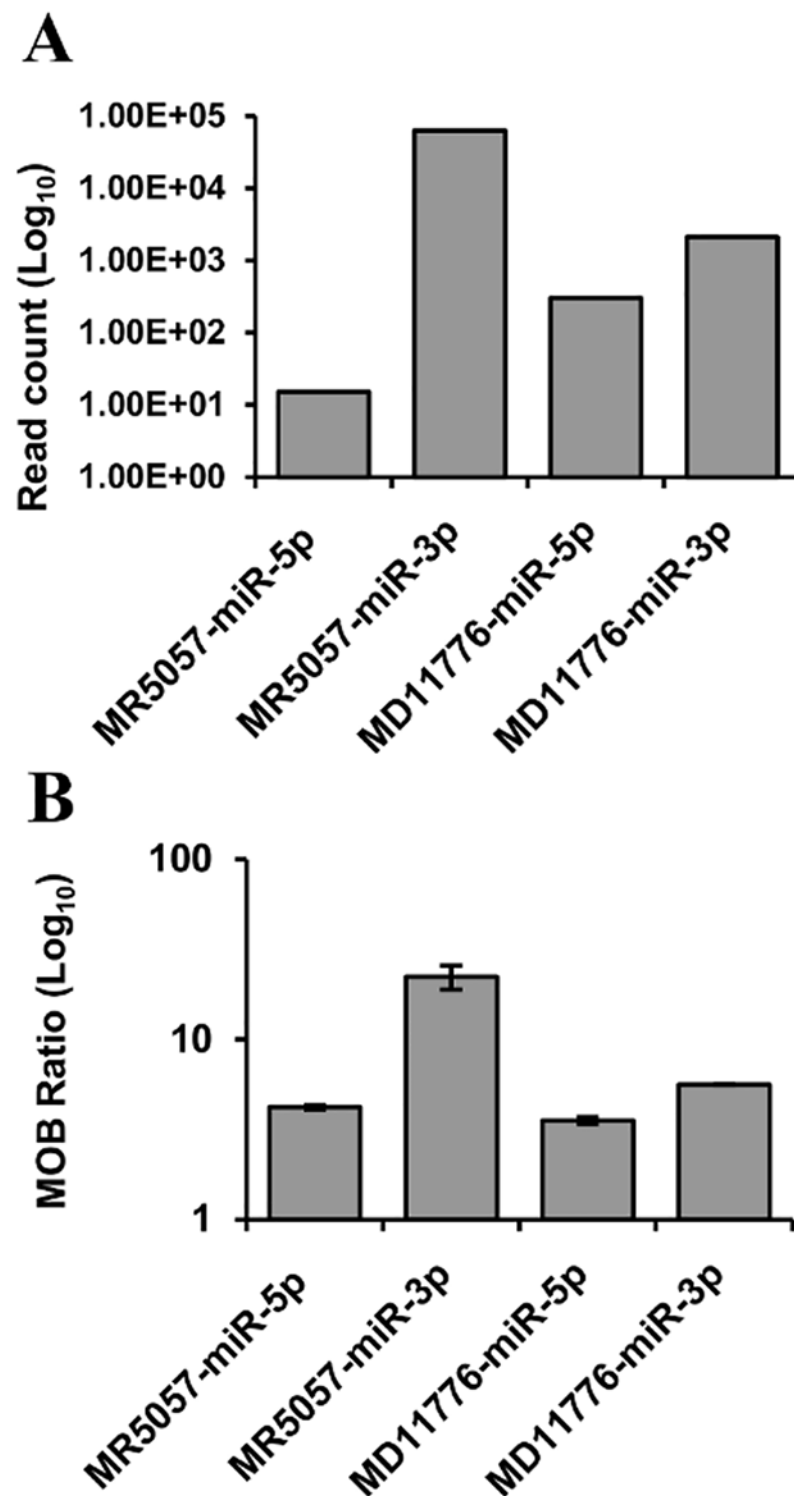 A
Read count (Log₁₀)
1.00E+05
1.00E+04
1.00E+03
1.00E+02
1.00E+01
1.00E+00
MR5057-miR-5p
MR5057-miR-3p
MD11776-miR-5p
MD11776-miR-3p
B
MOB Ratio (Log₁₀)
100
10
1
MR5057-miR-5p
MR5057-miR-3p
MD11776-miR-5p
MD11776-miR-3p